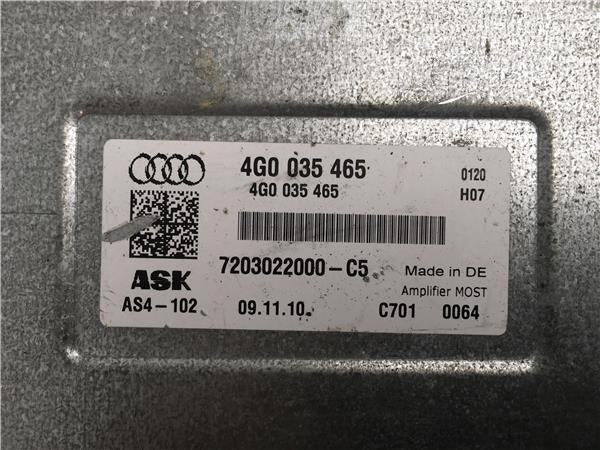 4G0 035 465
4G0 035 465
0120
H07
7203022000-C5
Made in DE
ASK
Amplifier MOST
AS4-102
09.11.10
C701 0064